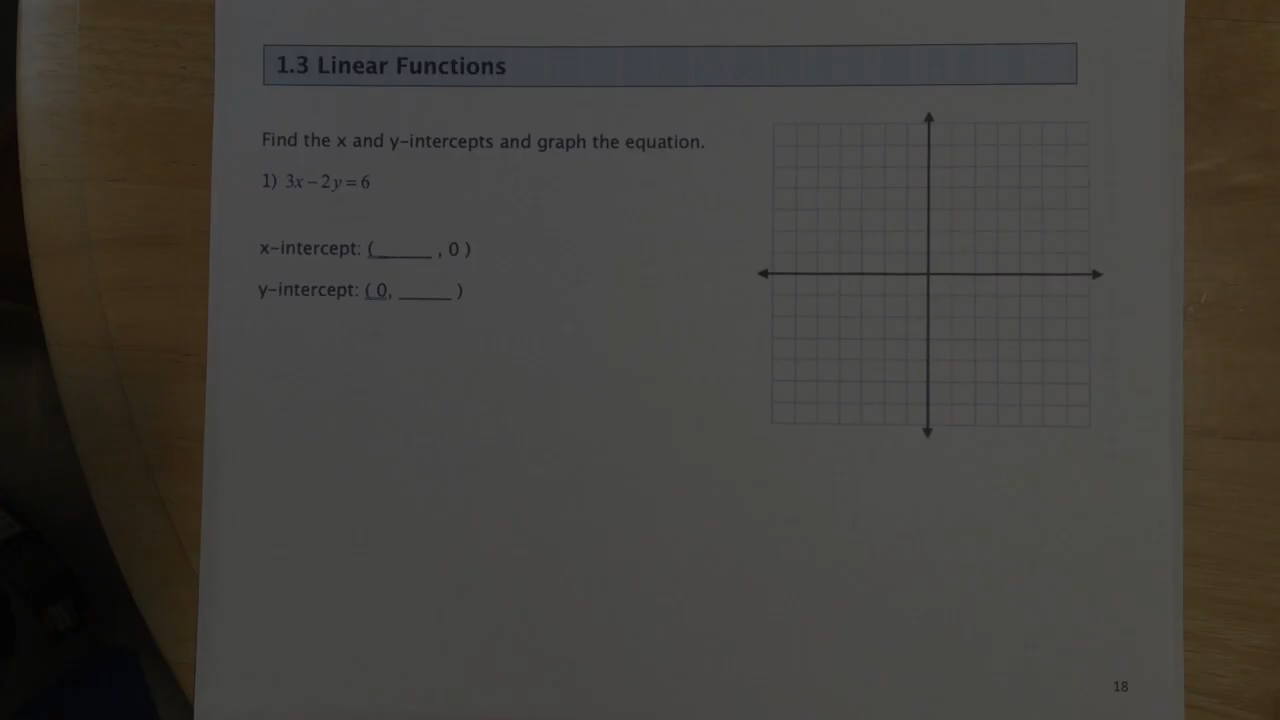 1.3 Linear Functions
Find the x and y-intercepts and graph the equation.
1) 3x – 2y = 6
x-intercept: (______ , 0 )
y-intercept: ( 0, ______ )
18